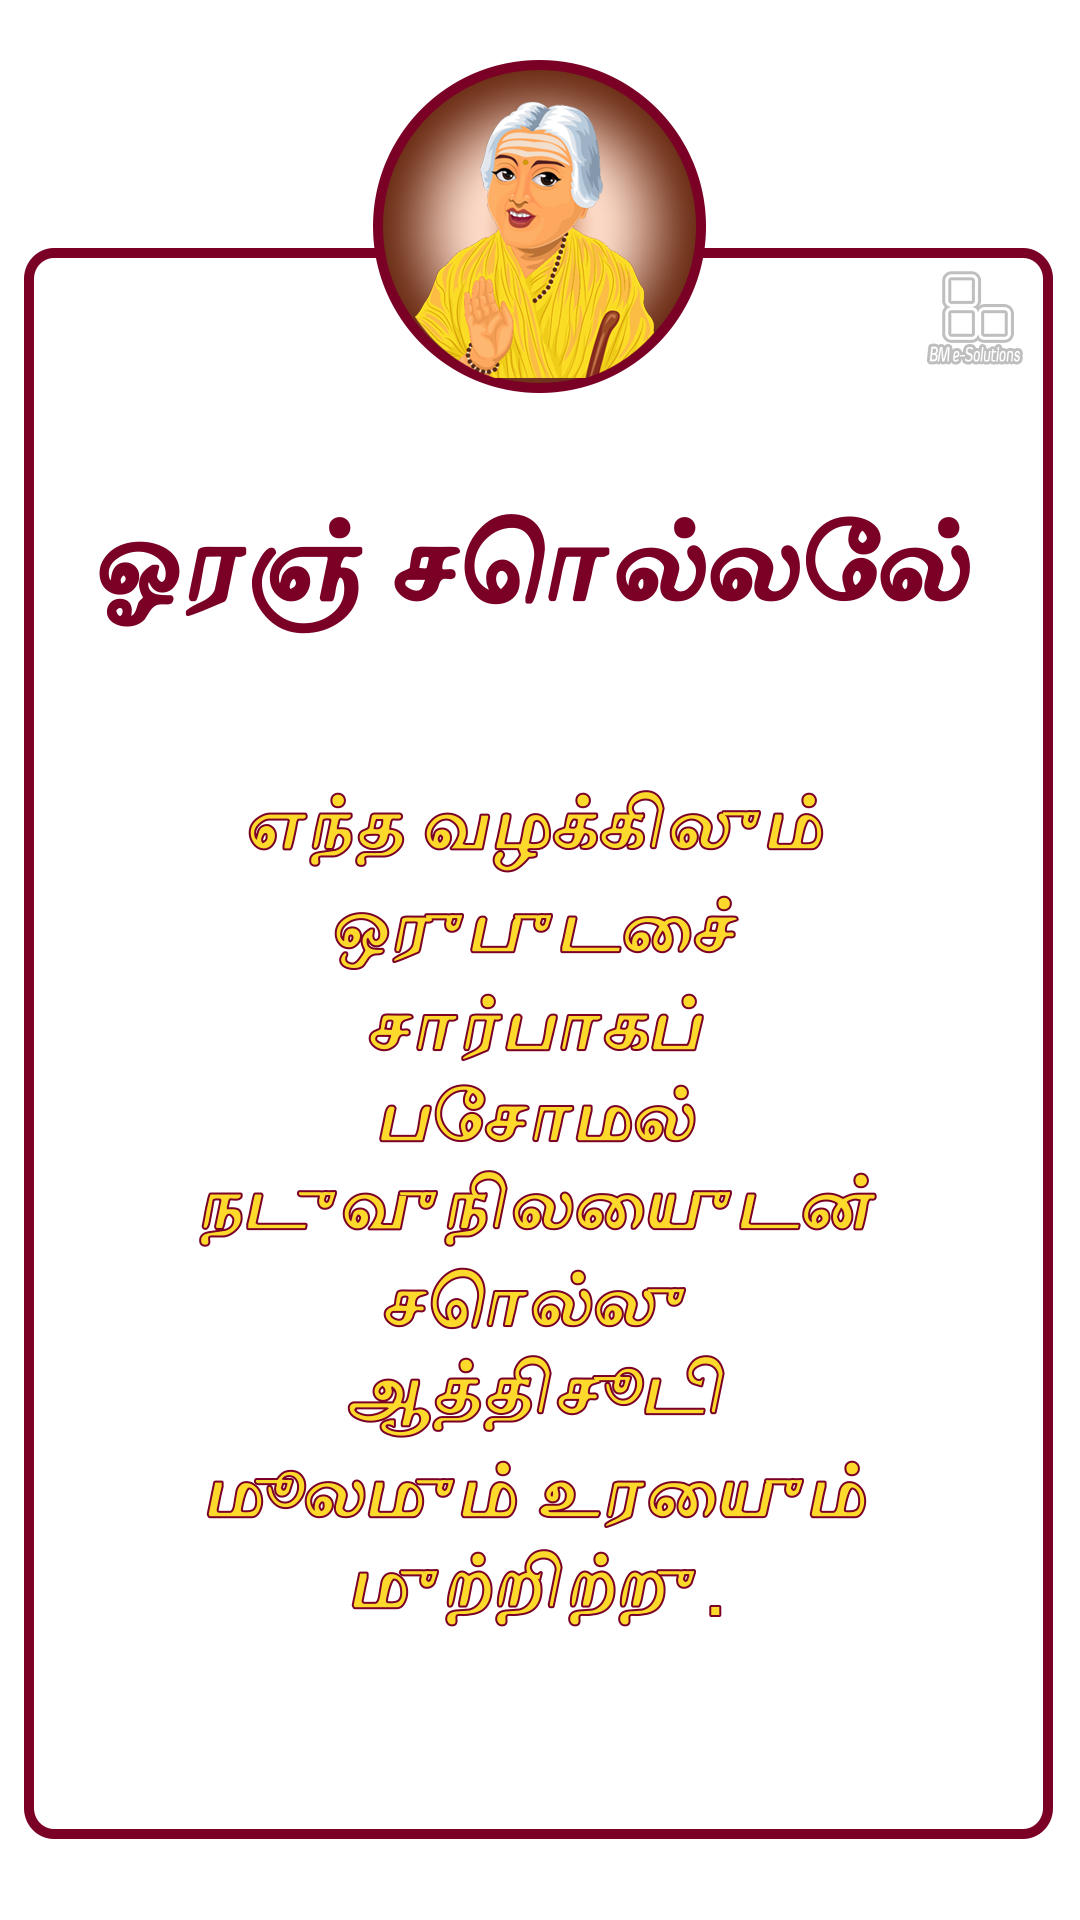 BM e-Solutions
ஓரஞ் சொல்லேல்
எந்த வழக்கிலும்
ஒருபுடைச்
சார்பாகப்
பேசாமல்
நடுவுநிலையுடன்
சொல்லு
ஆத்திசூடி
மூலமும் உரையும்
முற்றிற்று.